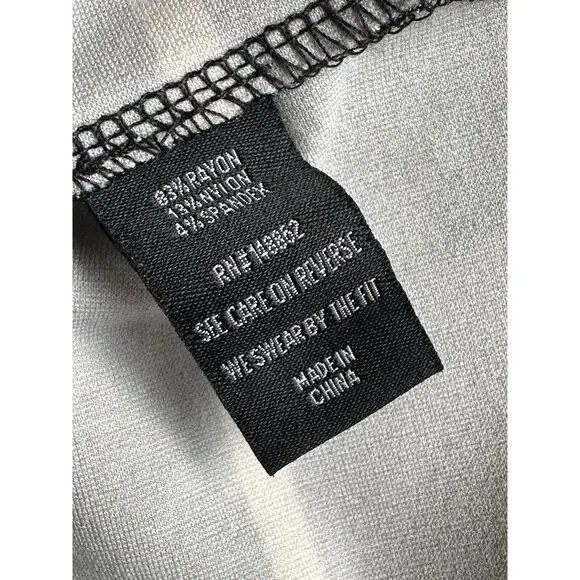 83% RAYON
13% NYLON
4% SPANDEX
RN# 148662
SEE CARE ON REVERSE
WE SWEAR BY THE FIT
MADE IN
CHINA